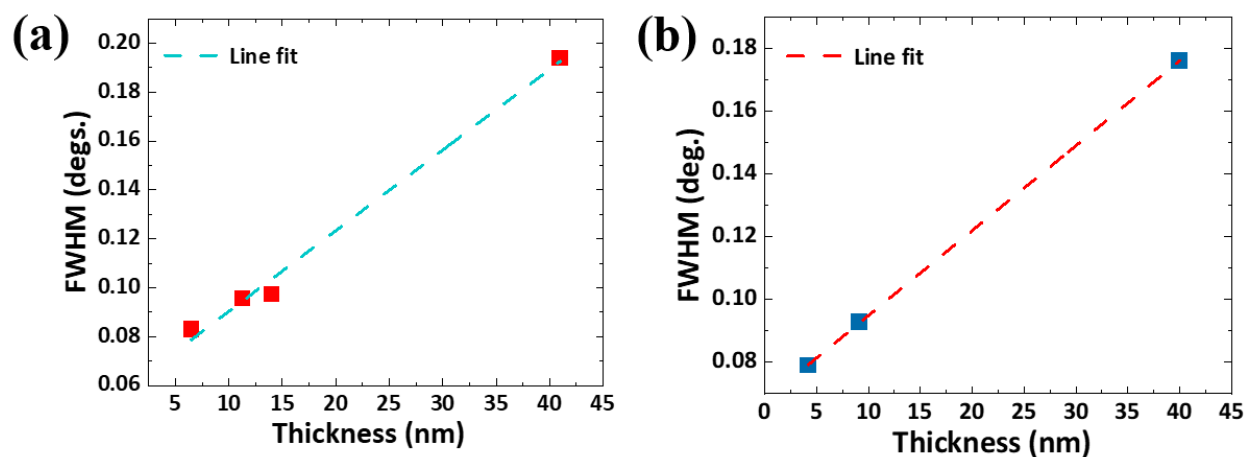 (a)
Line fit
FWHM (degs.)
0.20
0.18
0.16
0.14
0.12
0.10
0.08
0.06
5 10 15 20 25 30 35 40 45
Thickness (nm)
(b)
Line fit
FWHM (deg.)
0.18
0.16
0.14
0.12
0.10
0.08
0 5 10 15 20 25 30 35 40 45
Thickness (nm)